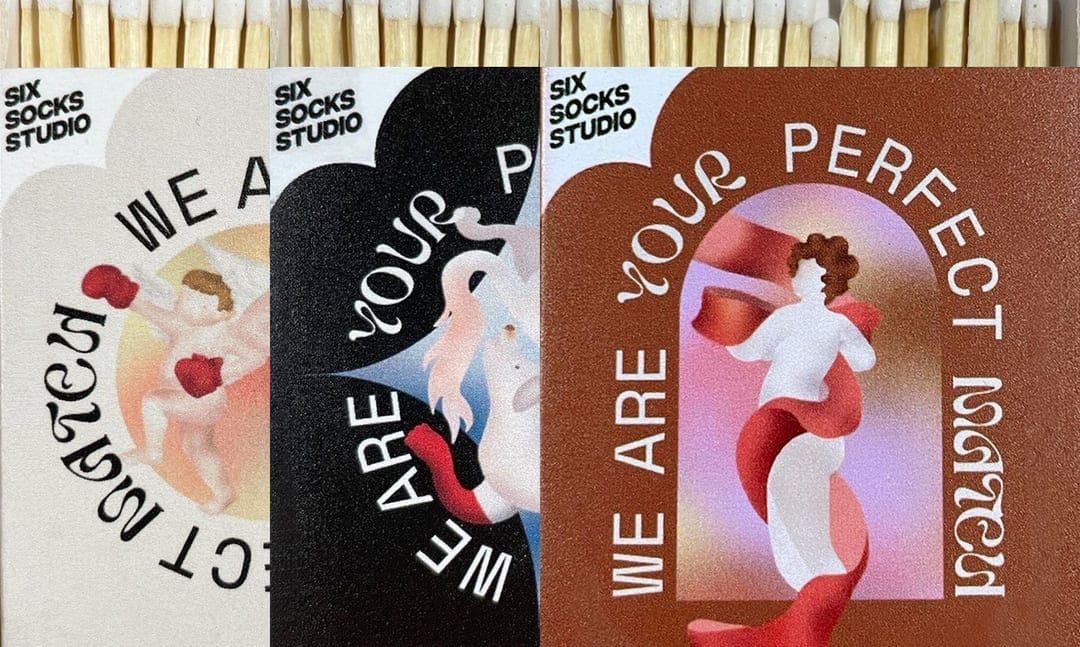 SIX
SOCKS
STUDIO
WE A
ECT MATCH
SIX
SOCKS
STUDIO
WE ARE YOUR P
SIX
SOCKS
STUDIO
WE ARE YOUR PERFECT MATCH